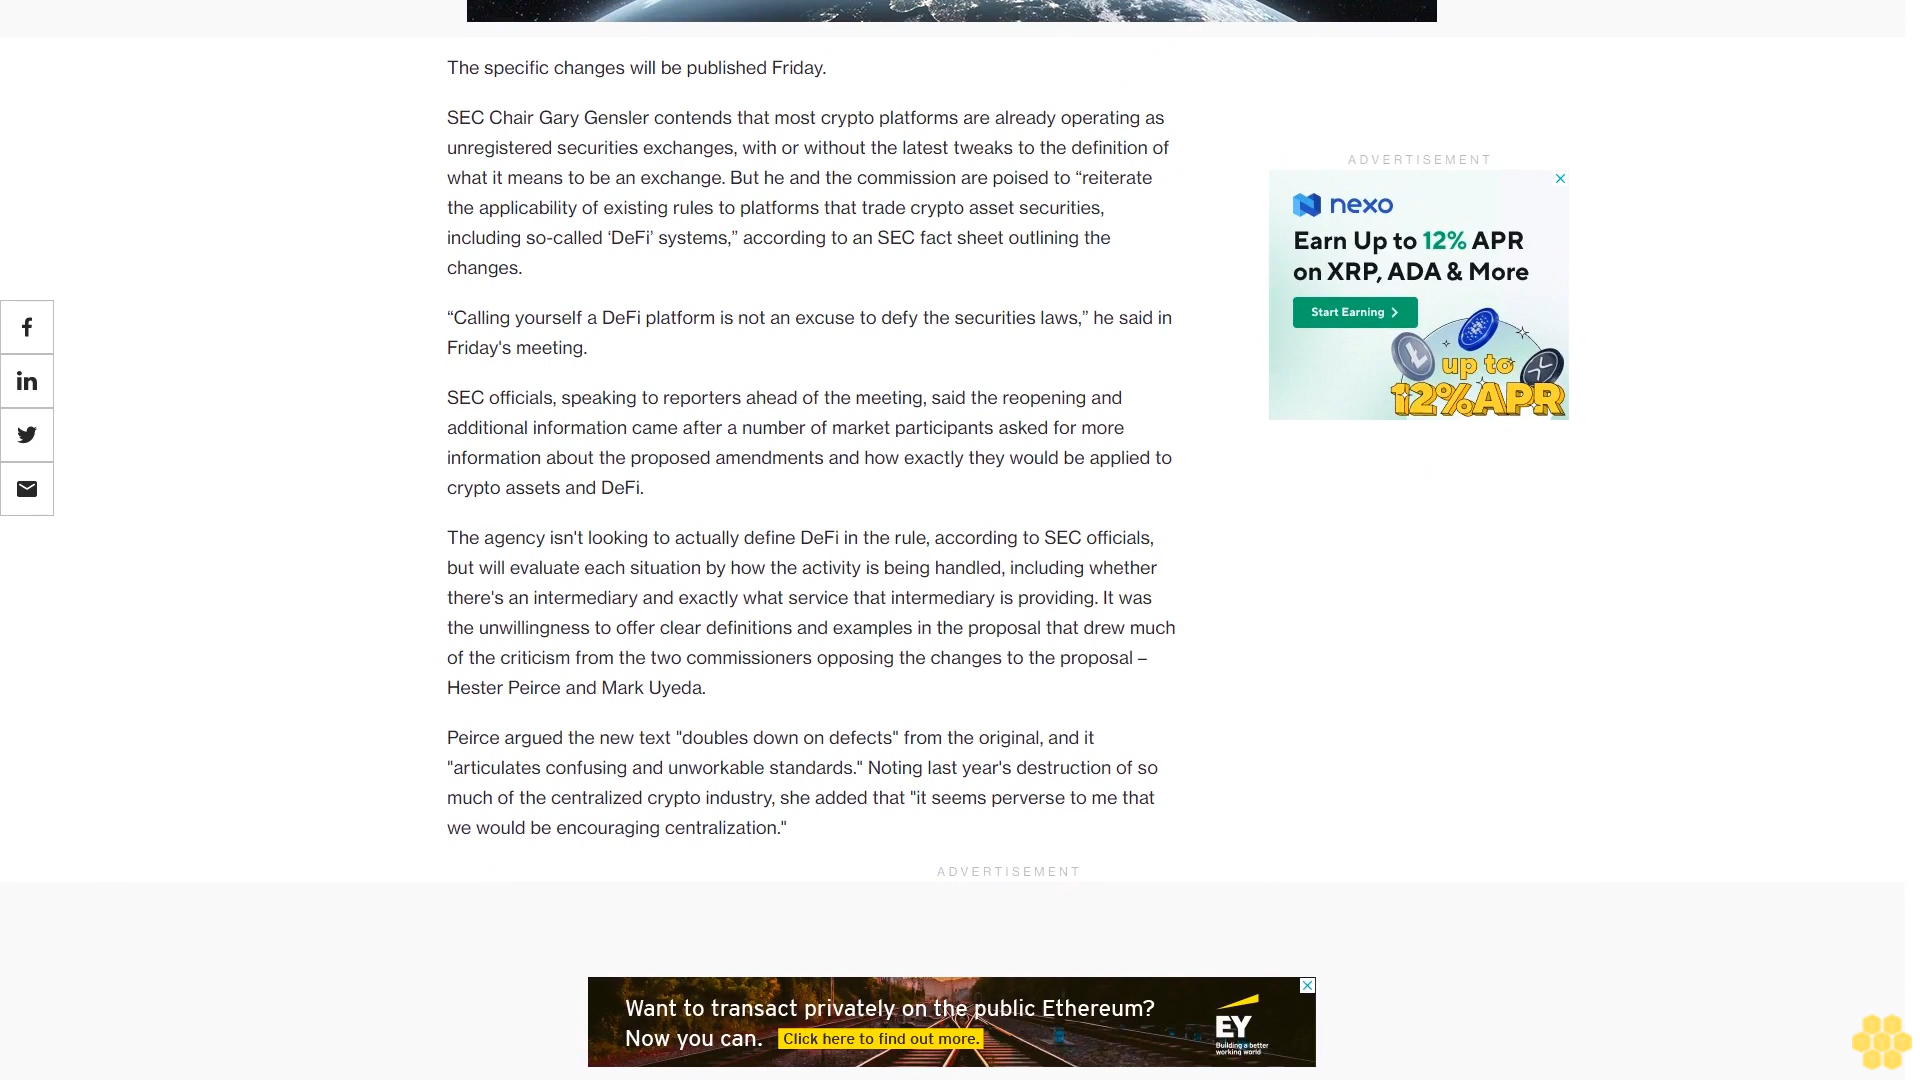 The specific changes will be published Friday.
SEC Chair Gary Gensler contends that most crypto platforms are already operating as
unregistered securities exchanges, with or without the latest tweaks to the definition of
what it means to be an exchange. But he and the commission are poised to “reiterate
the applicability of existing rules to platforms that trade crypto asset securities,
including so-called ‘DeFi’ systems,” according to an SEC fact sheet outlining the
changes.
“Calling yourself a DeFi platform is not an excuse to defy the securities laws,” he said in
Friday's meeting.
SEC officials, speaking to reporters ahead of the meeting, said the reopening and
additional information came after a number of market participants asked for more
information about the proposed amendments and how exactly they would be applied to
crypto assets and DeFi.
The agency isn't looking to actually define DeFi in the rule, according to SEC officials,
but will evaluate each situation by how the activity is being handled, including whether
there's an intermediary and exactly what service that intermediary is providing. It was
the unwillingness to offer clear definitions and examples in the proposal that drew much
of the criticism from the two commissioners opposing the changes to the proposal –
Hester Peirce and Mark Uyeda.
Peirce argued the new text "doubles down on defects" from the original, and it
"articulates confusing and unworkable standards." Noting last year's destruction of so
much of the centralized crypto industry, she added that "it seems perverse to me that
we would be encouraging centralization."
ADVERTISEMENT
nexo
Earn Up to 12% APR
on XRP, ADA & More
Start Earning
up to
12% APR
ADVERTISEMENT
Want to transact privately on the public Ethereum?
Now you can. Click here to find out more.
EY
Building a better
working world